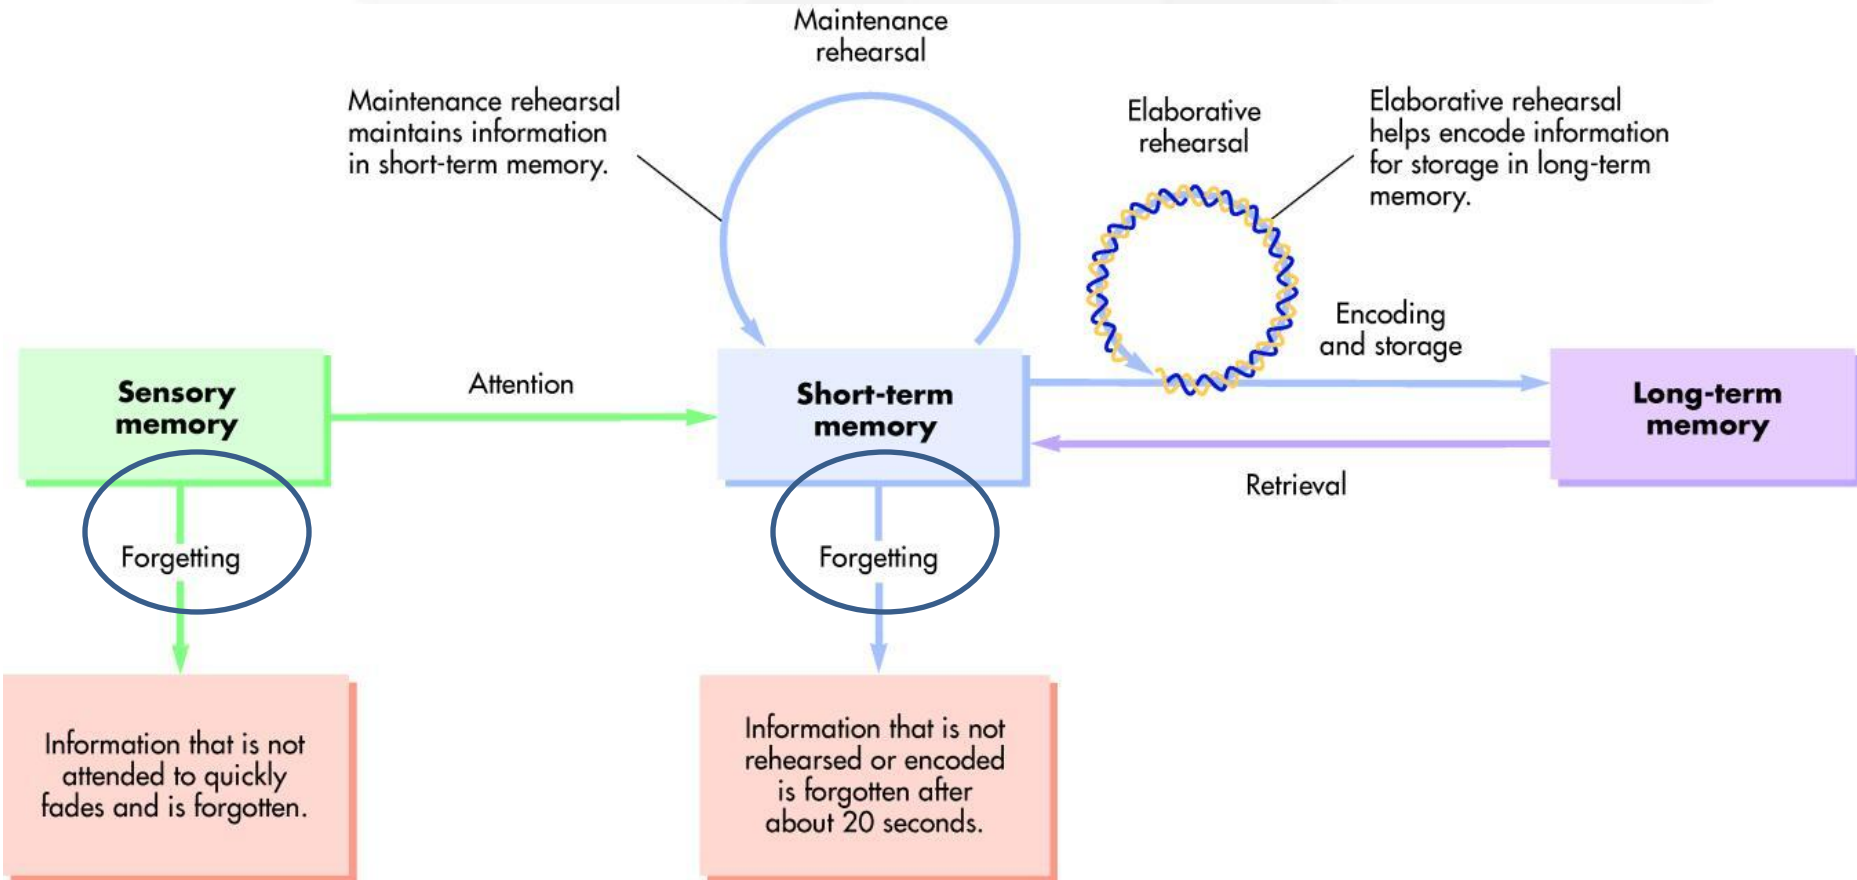 Maintenance
rehearsal
Maintenance rehearsal
maintains information
in short-term memory.
Elaborative
rehearsal
Elaborative rehearsal
helps encode information
for storage in long-term
memory.
Encoding
and storage
Sensory
memory
Attention
Short-term
memory
Long-term
memory
Retrieval
Forgetting
Forgetting
Information that is not
attended to quickly
fades and is forgotten.
Information that is not
rehearsed or encoded
is forgotten after
about 20 seconds.